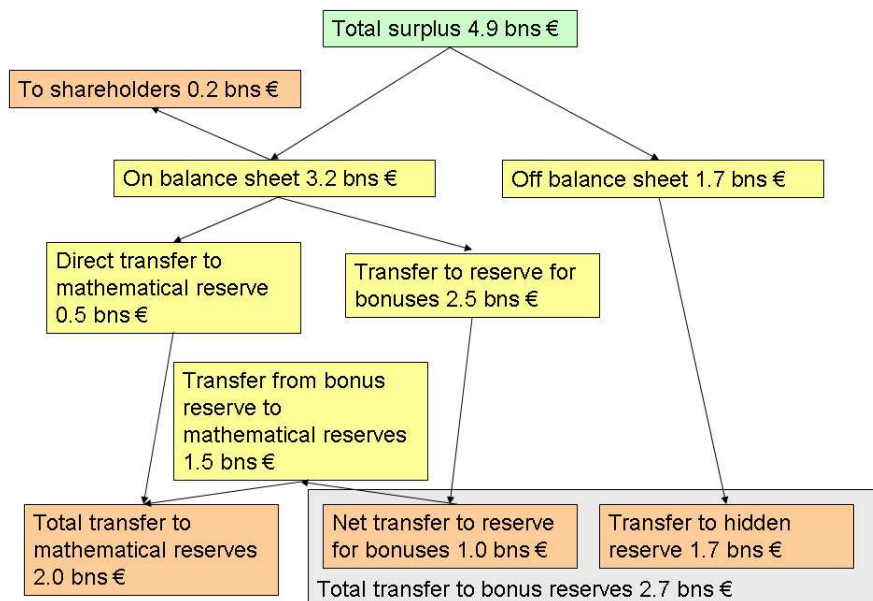 Total surplus 4.9 bns €
To shareholders 0.2 bns €
On balance sheet 3.2 bns €
Off balance sheet 1.7 bns €
Direct transfer to
mathematical reserve
0.5 bns €
Transfer to reserve for
bonuses 2.5 bns €
Transfer from bonus
reserve to
mathematical reserves
1.5 bns €
Total transfer to
mathematical reserves
2.0 bns €
Net transfer to reserve
for bonuses 1.0 bns €
Transfer to hidden
reserve 1.7 bns €
Total transfer to bonus reserves 2.7 bns €